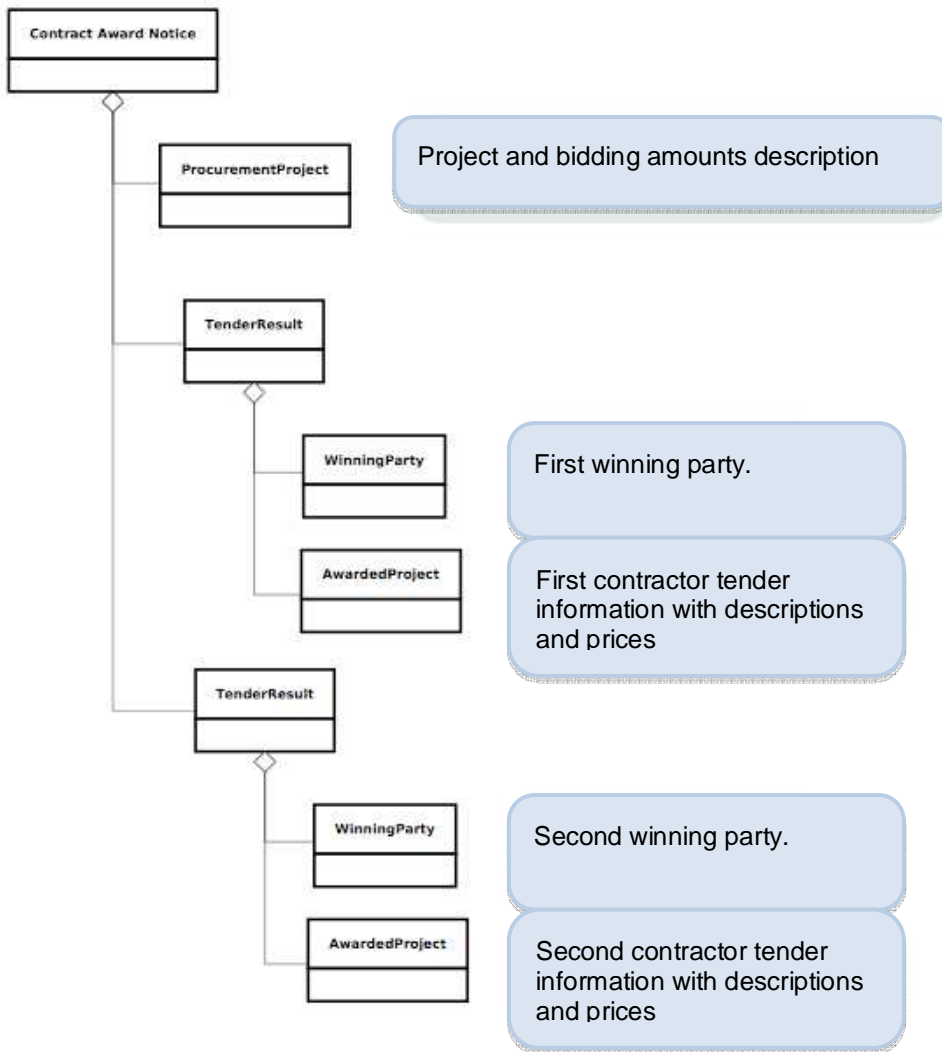 Contract Award Notice
ProcurementProject
Project and bidding amounts description
TenderResult
WinningParty
First winning party.
AwardedProject
First contractor tender
information with descriptions
and prices
TenderResult
WinningParty
Second winning party.
AwardedProject
Second contractor tender
information with descriptions
and prices